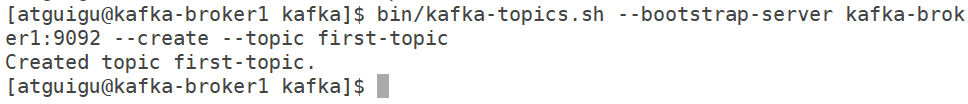 [atguigu@kafka-broker1 kafka]$ bin/kafka-topics.sh --bootstrap-server kafka-brok
er1:9092 --create --topic first-topic
Created topic first-topic.
[atguigu@kafka-broker1 kafka]$